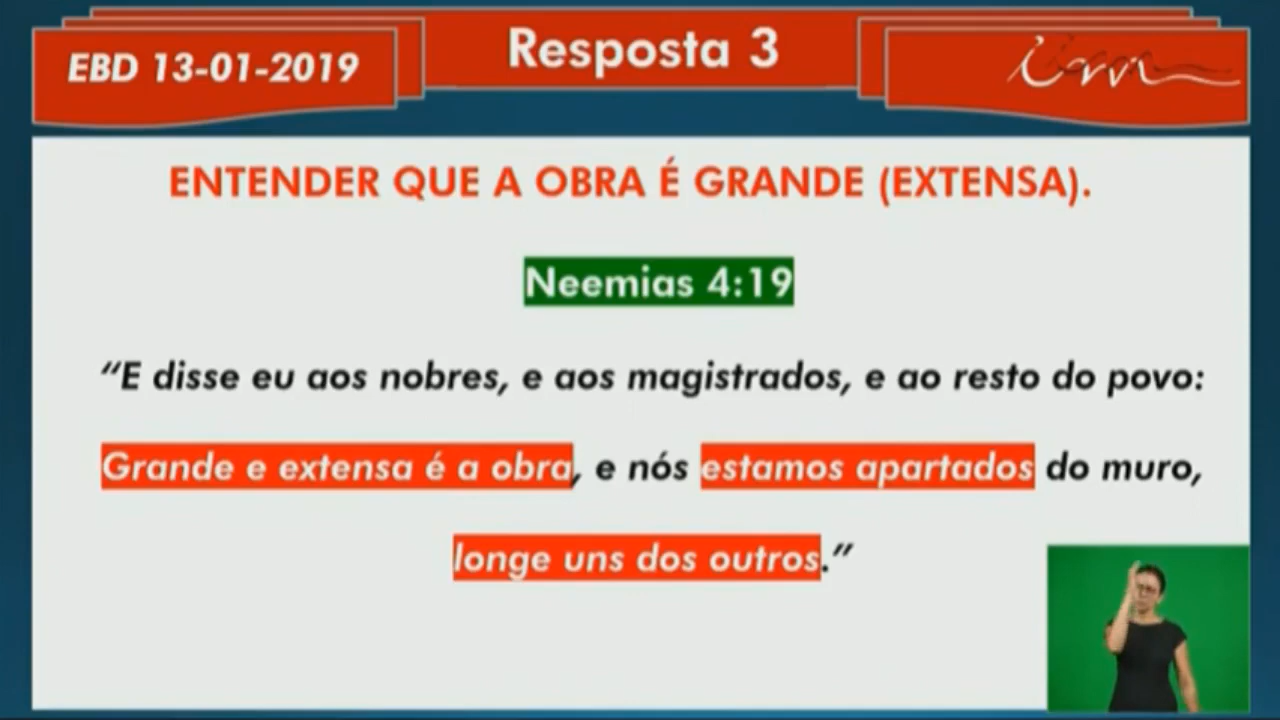 EBD 13-01-2019
Resposta 3
ENTENDER QUE A OBRA É GRANDE (EXTENSA).
Neemias 4:19
“E disse eu aos nobres, e aos magistrados, e ao resto do povo:
Grande e extensa é a obra, e nós estamos apartados do muro,
longe uns dos outros.”